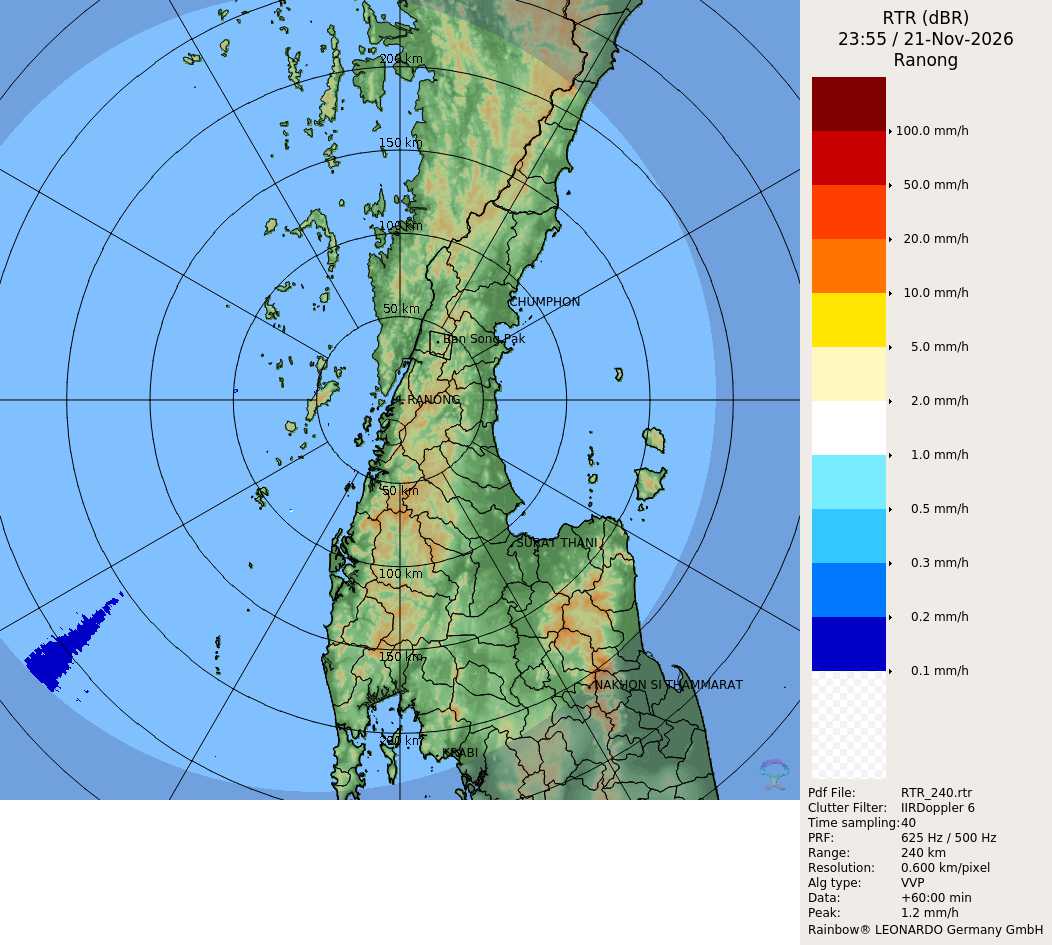 RTR (dBR)
23:55 / 21-Nov-2026
Ranong
100.0 mm/h
50.0 mm/h
20.0 mm/h
10.0 mm/h
5.0 mm/h
2.0 mm/h
1.0 mm/h
0.5 mm/h
0.3 mm/h
0.2 mm/h
0.1 mm/h
200 km
150 km
100 km
CHUMPHON
50 km
Ban Song Pak
RANONG
50 km
SURAT THANI
100 km
150 km
NAKHON SI THAMMARAT
200 km
KRABI
Pdf File: RTR_240.rtr
Clutter Filter: IIRDoppler 6
Time sampling:40
PRF: 625 Hz / 500 Hz
Range: 240 km
Resolution: 0.600 km/pixel
Alg type: VVP
Data: +60:00 min
Peak: 1.2 mm/h
Rainbow® LEONARDO Germany GmbH